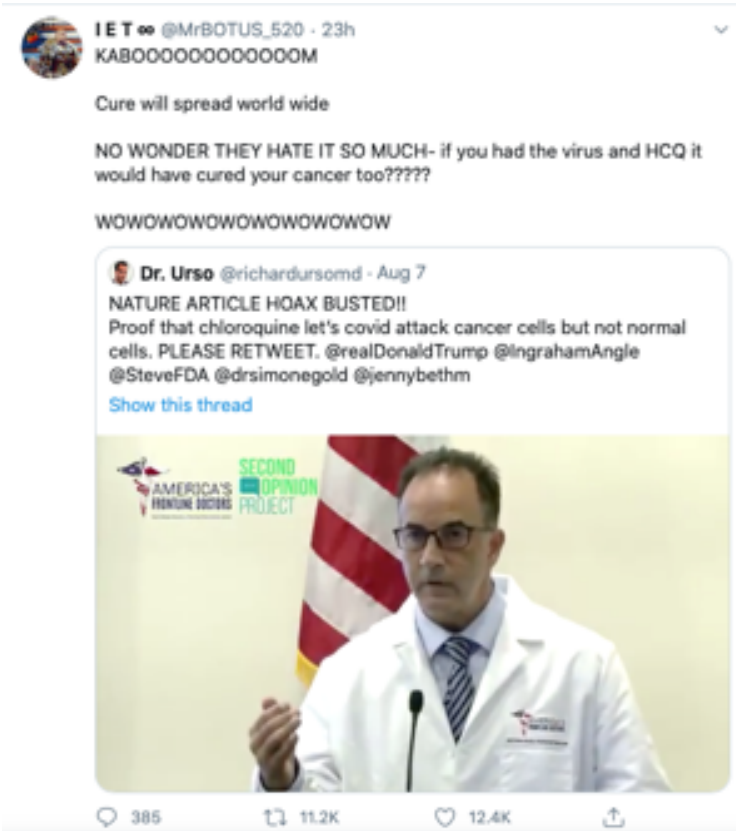 I E T ∞ @MrBOTUS_520 · 23h
KABOOOOOOOOOOOOOM
Cure will spread world wide
NO WONDER THEY HATE IT SO MUCH- if you had the virus and HCQ it
would have cured your cancer too?????
WOWOWOWOWOWOWOWOWOW
Dr. Urso @richardursomd · Aug 7
NATURE ARTICLE HOAX BUSTED!!
Proof that chloroquine let's covid attack cancer cells but not normal
cells. PLEASE RETWEET. @realDonaldTrump @IngrahamAngle
@SteveFDA @drsimonegold @jennybethm
Show this thread
AMERICA'S
FRONTLINE DOCTORS
SECOND
OPINION
PROJECT
385
11.2K
12.4K